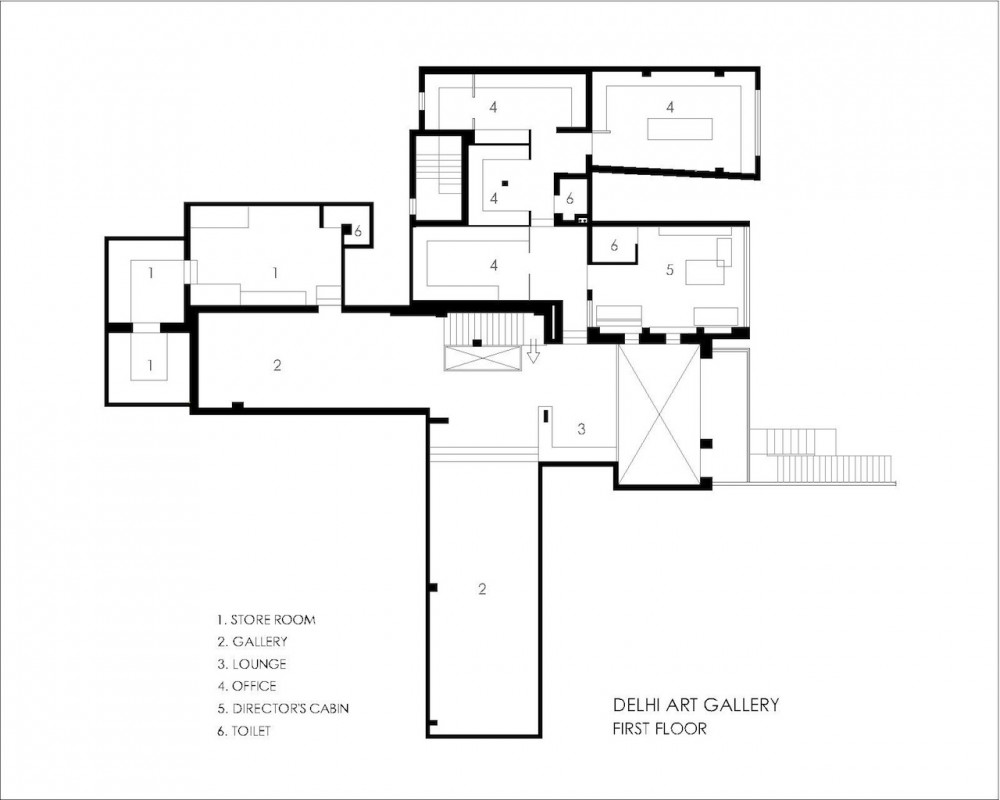 4
4
4
6
6
6
4
5
1
1
2
1
3
2
1. STORE ROOM
2. GALLERY
3. LOUNGE
4. OFFICE
5. DIRECTOR'S CABIN
6. TOILET
DELHI ART GALLERY
FIRST FLOOR